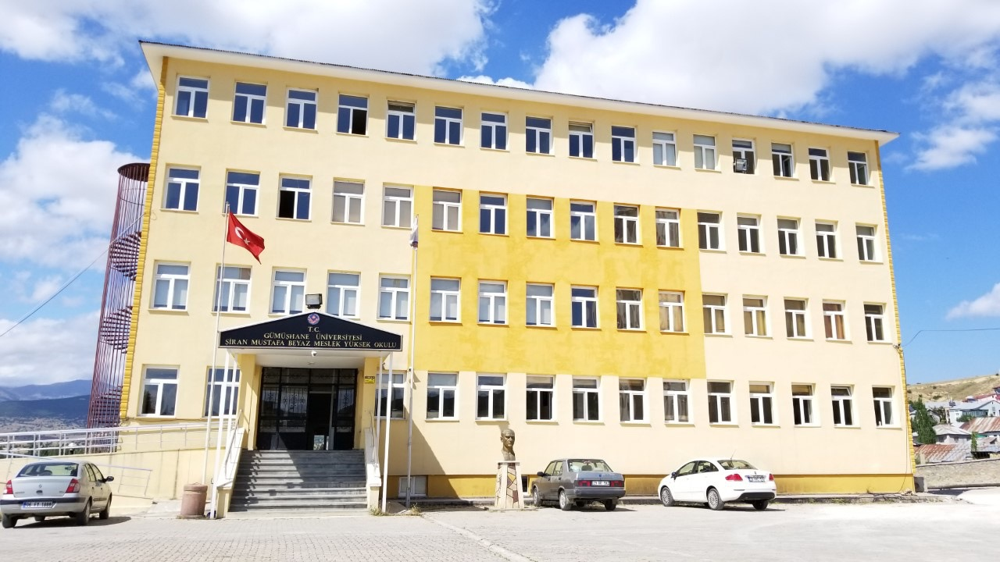 T.C.
GÜMÜŞHANE ÜNİVERSİTESİ
ŞİRAN MUSTAFA BEYAZ MESLEK YÜKSEK OKULU